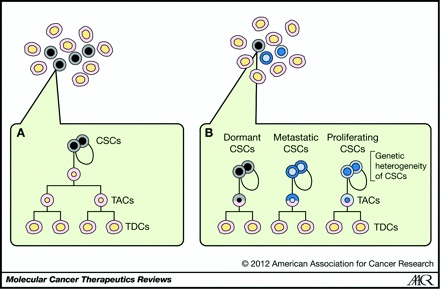 A
CSCs
TACs
TDCs
B
Dormant Metastatic Proliferating
CSCs CSCs CSCs
Genetic
heterogeneity
of CSCs
TACs
TDCs
© 2012 American Association for Cancer Research
Molecular Cancer Therapeutics Reviews
AACR